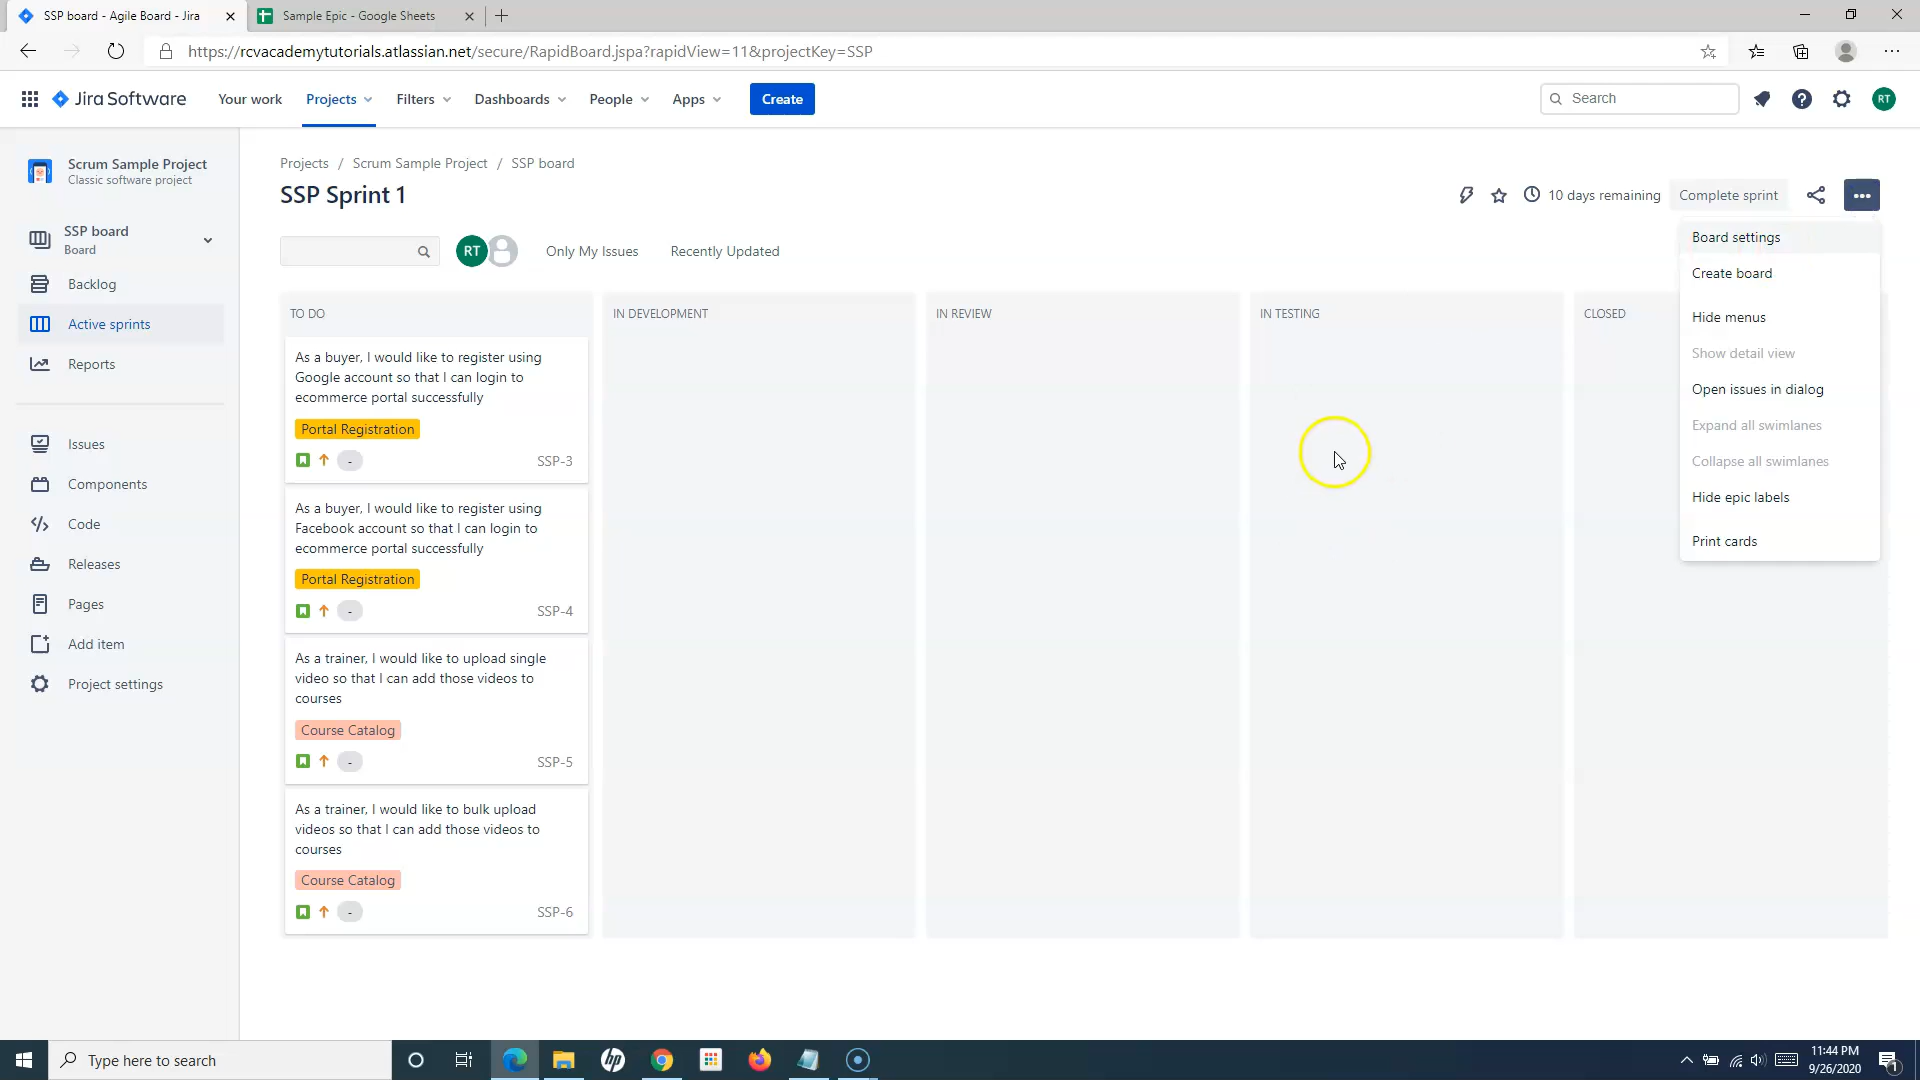 SSP board - Agile Board - Jira
Sample Epic - Google Sheets
https://rcvacademytutorials.atlassian.net/secure/RapidBoard.jspa?rapidView=11&projectKey=SSP
Jira Software
Your work
Projects
Filters
Dashboards
People
Apps
Create
Search
RT
Scrum Sample Project
Classic software project
SSP board
Board
Backlog
Active sprints
Reports
Issues
Components
Code
Releases
Pages
Add item
Project settings
Projects / Scrum Sample Project / SSP board
SSP Sprint 1
10 days remaining
Complete sprint
RT
Only My Issues
Recently Updated
Board settings
Create board
Hide menus
Show detail view
Open issues in dialog
Expand all swimlanes
Collapse all swimlanes
Hide epic labels
Print cards
TO DO
IN DEVELOPMENT
IN REVIEW
IN TESTING
CLOSED
As a buyer, I would like to register using
Google account so that I can login to
ecommerce portal successfully
Portal Registration
-
SSP-3
As a buyer, I would like to register using
Facebook account so that I can login to
ecommerce portal successfully
Portal Registration
-
SSP-4
As a trainer, I would like to upload single
video so that I can add those videos to
courses
Course Catalog
-
SSP-5
As a trainer, I would like to bulk upload
videos so that I can add those videos to
courses
Course Catalog
-
SSP-6
Type here to search
hp
11:44 PM
9/26/2020
1